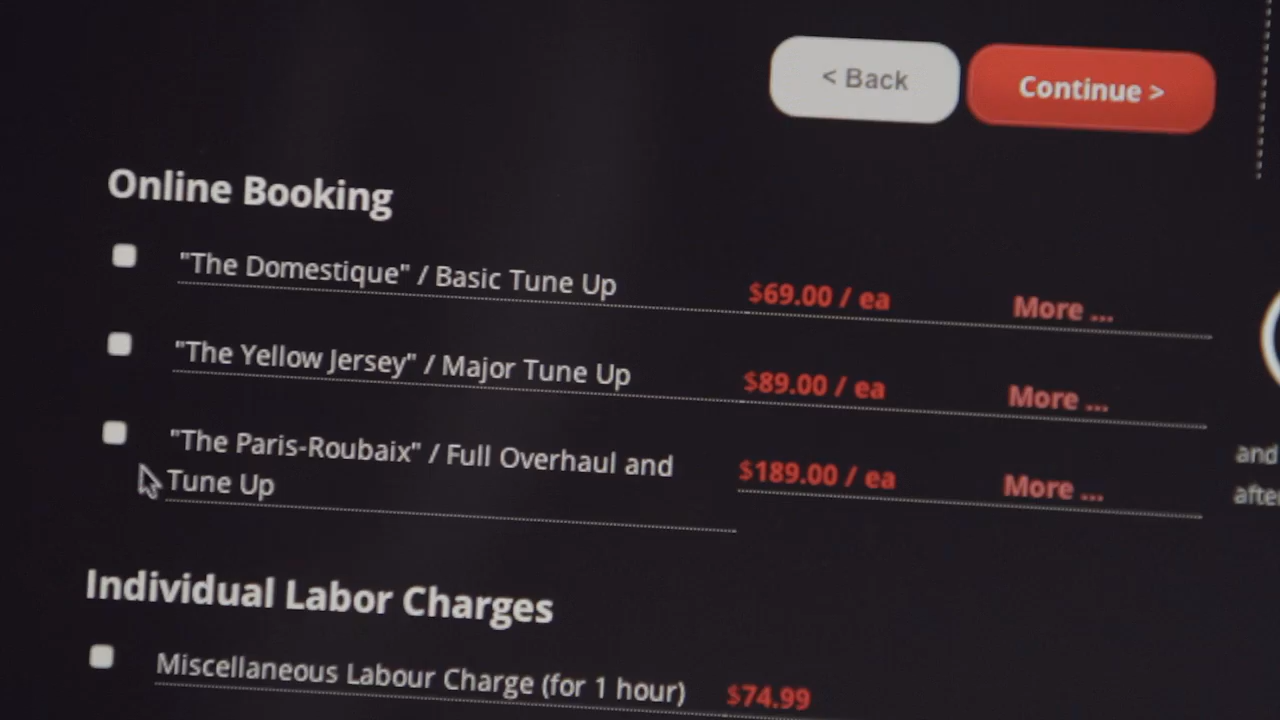 < Back
Continue >
Online Booking
"The Domestique" / Basic Tune Up
$69.00 / ea
More ...
"The Yellow Jersey" / Major Tune Up
$89.00 / ea
More ...
"The Paris-Roubaix" / Full Overhaul and
Tune Up
$189.00 / ea
More ...
and
Individual Labor Charges
Miscellaneous Labour Charge (for 1 hour)
$74.99